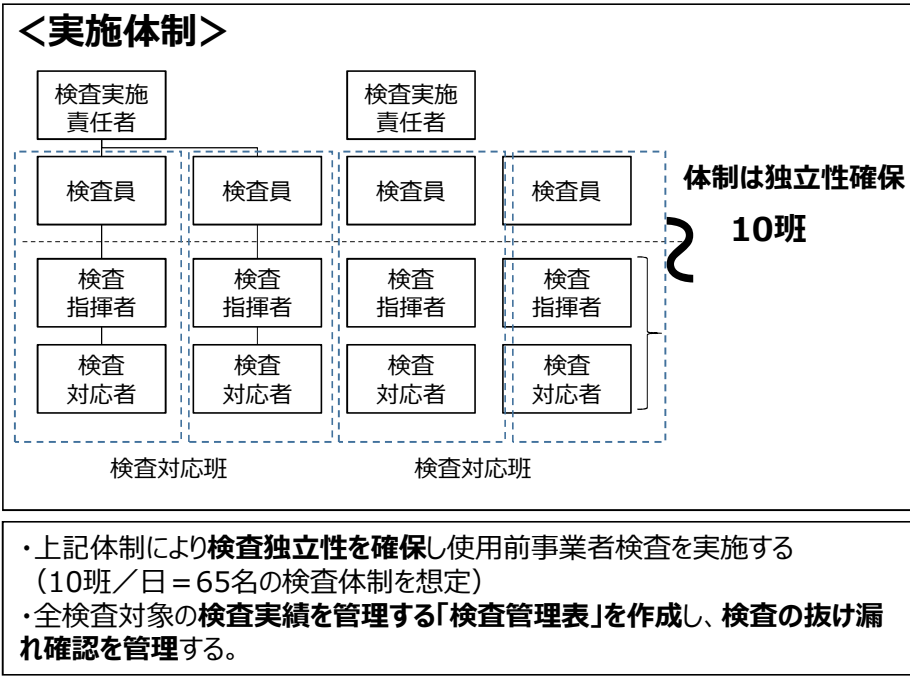 ＜実施体制＞
検査実施
責任者
検査実施
責任者
検査員
検査員
検査員
検査員
体制は独立性確保
10班
検査
指揮者
検査
指揮者
検査
指揮者
検査
指揮者
検査
対応者
検査
対応者
検査
対応者
検査
対応者
検査対応班
検査対応班
・上記体制により検査独立性を確保し使用前事業者検査を実施する
（10班／日＝65名の検査体制を想定）
・全検査対象の検査実績を管理する「検査管理表」を作成し、検査の抜け漏
れ確認を管理する。